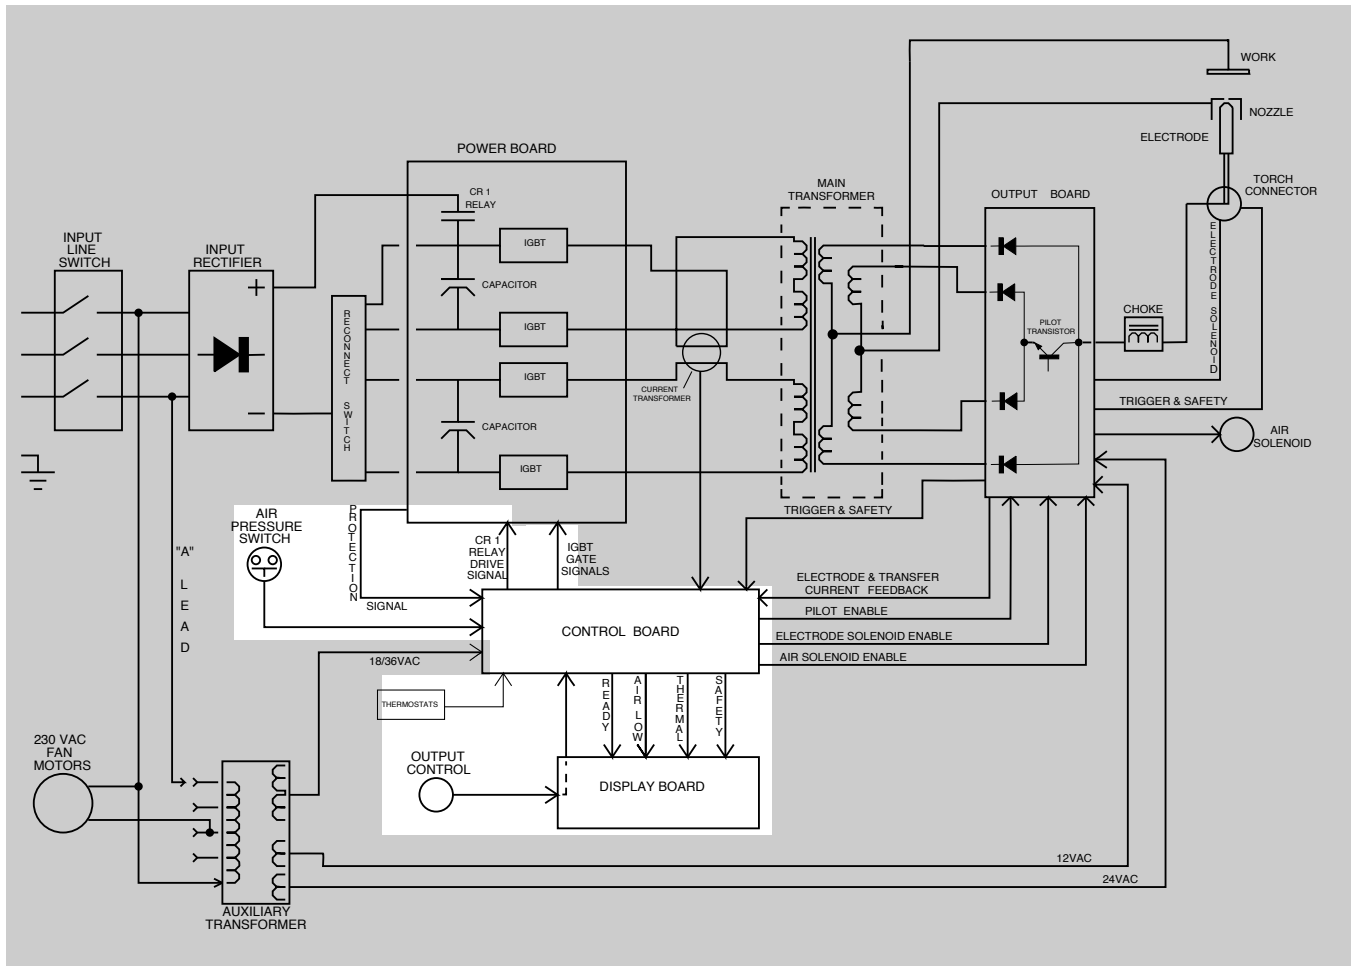 WORK
NOZZLE
ELECTRODE
POWER BOARD
TORCH
CONNECTOR
MAIN
TRANSFORMER
OUTPUT BOARD
CR 1
RELAY
INPUT
LINE
SWITCH
INPUT
RECTIFIER
+
−
IGBT
CAPACITOR
IGBT
IGBT
CAPACITOR
IGBT
RECONNECT SWITCH
CURRENT
TRANSFORMER
PILOT
TRANSISTOR
CHOKE
ELECTRODE SOLENOID
TRIGGER & SAFETY
AIR
SOLENOID
TRIGGER & SAFETY
AIR
PRESSURE
SWITCH
PROTECTION
SIGNAL
CR 1
RELAY
DRIVE
SIGNAL
IGBT
GATE
SIGNALS
"A" LEAD
CONTROL BOARD
ELECTRODE & TRANSFER
CURRENT FEEDBACK
PILOT ENABLE
ELECTRODE SOLENOID ENABLE
AIR SOLENOID ENABLE
18/36VAC
THERMOSTATS
READY
AIR LOW
THERMAL
SAFETY
230 VAC
FAN
MOTORS
OUTPUT
CONTROL
DISPLAY BOARD
12VAC
24VAC
AUXILIARY
TRANSFORMER